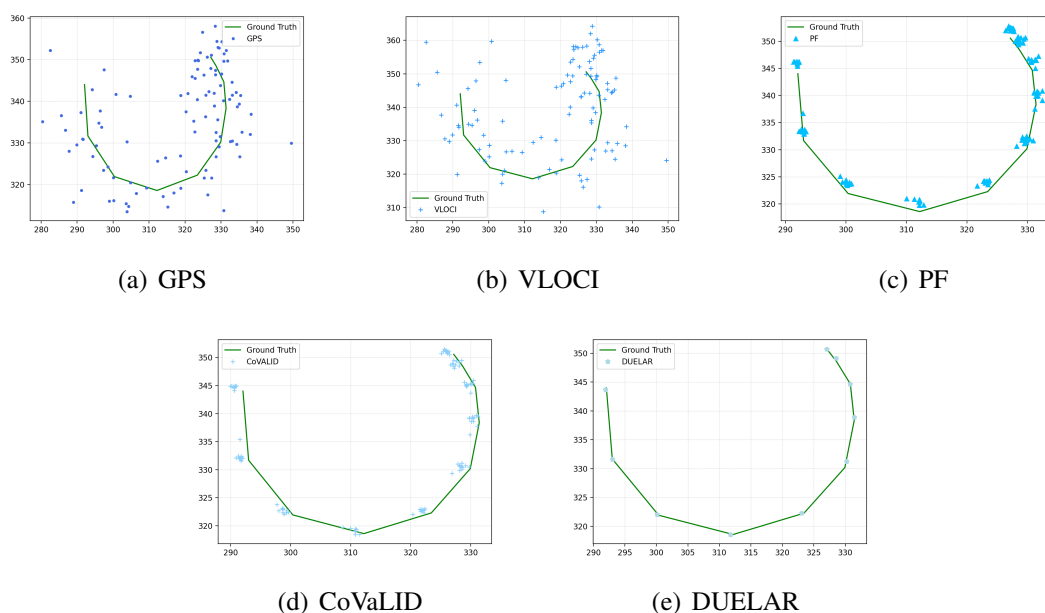 Ground Truth
GPS
360
350
340
330
320
280 290 300 310 320 330 340 350
(a) GPS
360
350
340
330
320
310
Ground Truth
VLOCI
280 290 300 310 320 330 340 350
(b) VLOCI
Ground Truth
PF
350
345
340
335
330
325
320
290 300 310 320 330
(c) PF
Ground Truth
CoVALID
350
345
340
335
330
325
320
290 300 310 320 330
(d) CoVaLID
Ground Truth
DUELAR
350
345
340
335
330
325
320
290 295 300 305 310 315 320 325 330
(e) DUELAR